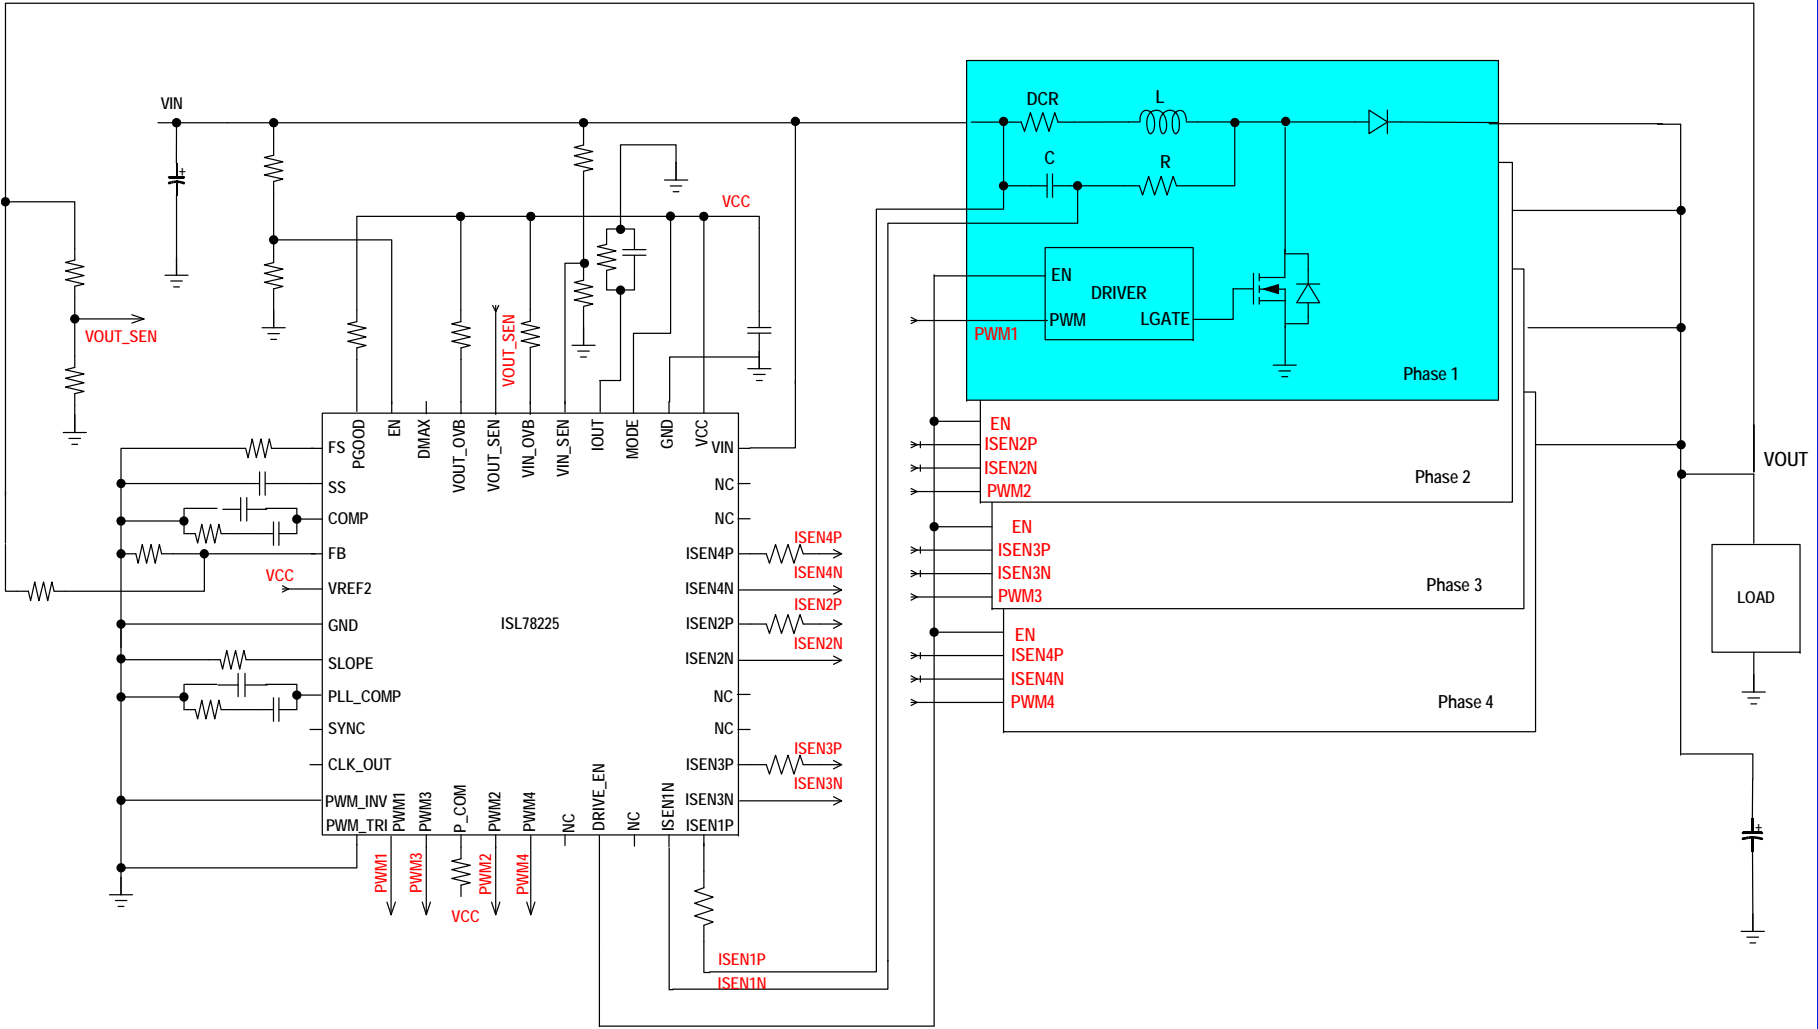 VIN
VCC
VOUT_SEN
VOUT_SEN
DCR
L
C
R
EN
DRIVER
PWM
LGATE
PWM1
Phase 1
EN
ISEN2P
ISEN2N
PWM2
Phase 2
EN
ISEN3P
ISEN3N
PWM3
Phase 3
EN
ISEN4P
ISEN4N
PWM4
Phase 4
VOUT
LOAD
PGOOD
EN
DMAX
VOUT_OVB
VOUT_SEN
VIN_OVB
VIN_SEN
IOUT
MODE
GND
VCC
FS
SS
COMP
FB
VCC
VREF2
GND
SLOPE
PLL_COMP
SYNC
CLK_OUT
PWM_INV
PWM_TRI
ISL78225
VIN
NC
NC
ISEN4P
ISEN4N
ISEN2P
ISEN2N
NC
NC
ISEN3P
ISEN3N
ISEN1P
ISEN4P
ISEN4N
ISEN2P
ISEN2N
ISEN3P
ISEN3N
PWM1
PWM3
P_COM
PWM2
PWM4
NC
DRIVE_EN
NC
ISEN1N
PWM1
PWM3
VCC
PWM2
PWM4
ISEN1P
ISEN1N
+
+